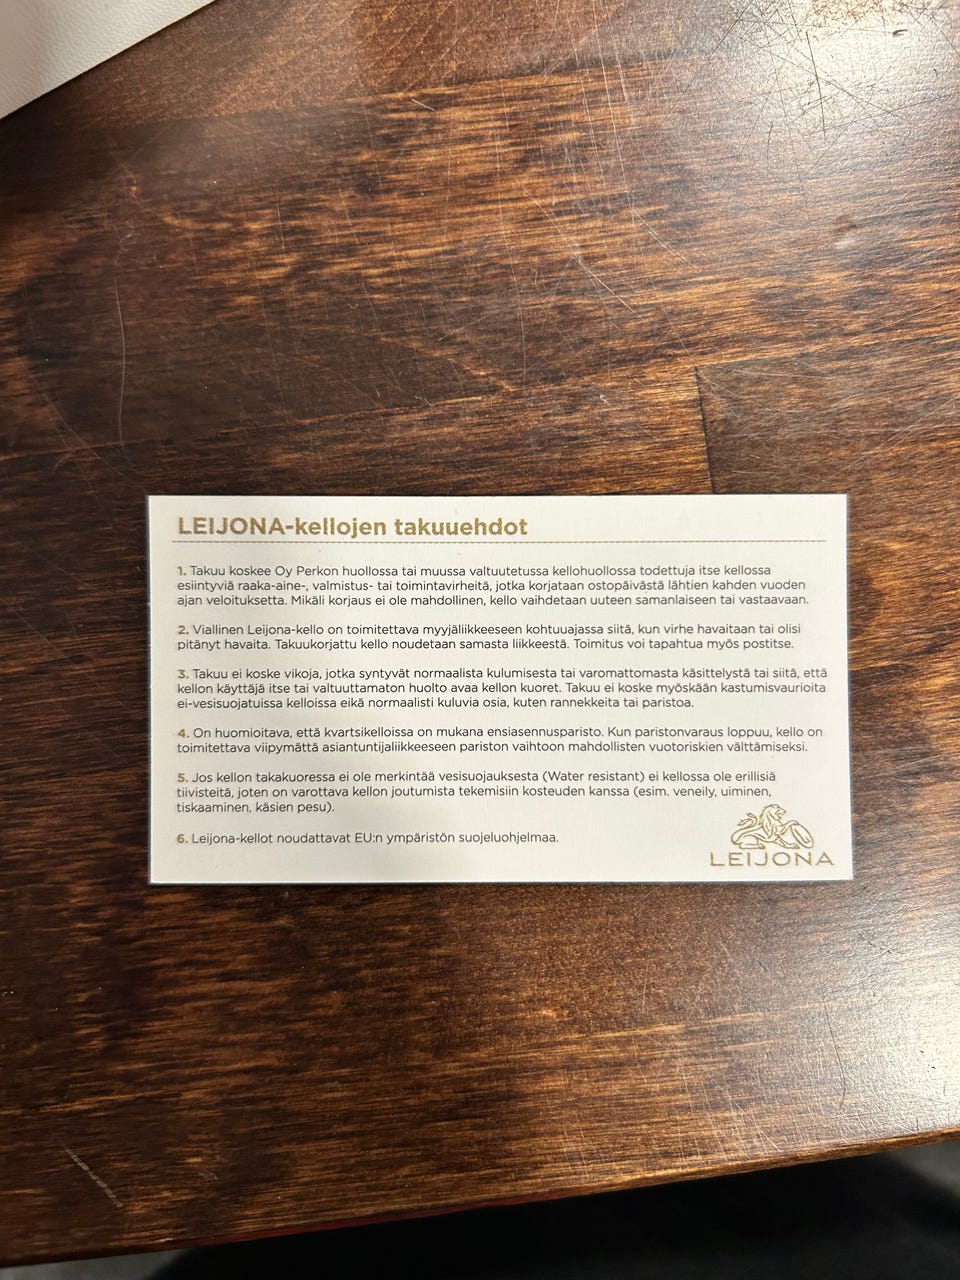 LEIJONA-kellojen takuuehdot
1. Takuu koskee Oy Perkon huollossa tai muussa valtuutetussa kellohuollossa todettuja itse kellossa
esiintyviä raaka-aine-, valmistus- tai toimintavirheitä, jotka korjataan ostopäivästä lähtien kahden vuoden
ajan veloituksetta. Mikäli korjaus ei ole mahdollinen, kello vaihdetaan uuteen samanlaiseen tai vastaavaan.
2. Viallinen Leijona-kello on toimitettava myyjäliikkeeseen kohtuuajassa siitä, kun virhe havaitaan tai olisi
pitänyt havaita. Takuukorjattu kello noudetaan samasta liikkeestä. Toimitus voi tapahtua myös postitse.
3. Takuu ei koske vikoja, jotka syntyvät normaalista kulumisesta tai varomattomasta käsittelystä tai siitä, että
kellon käyttäjä itse tai valtuuttamaton huolto avaa kellon kuoret. Takuu ei koske myöskään kastumisvaurioita
ei-vesisuojatuissa kelloissa eikä normaalisti kuluvia osia, kuten rannekkeita tai paristoa.
4. On huomioitava, että kvartsikelloissa on mukana ensiasennusparisto. Kun paristonvaraus loppuu, kello on
toimitettava viipymättä asiantuntijaliikkeeseen pariston vaihtoon mahdollisten vuotoriskien välttämiseksi.
5. Jos kellon takakuoressa ei ole merkintää vesisuojauksesta (Water resistant) ei kellossa ole erillisiä
tiivisteitä, joten on varottava kellon joutumista tekemisiin kosteuden kanssa (esim. veneily, uiminen,
tiskaaminen, käsien pesu).
6. Leijona-kellot noudattavat EU:n ympäristön suojeluohjelmaa.
LEIJONA